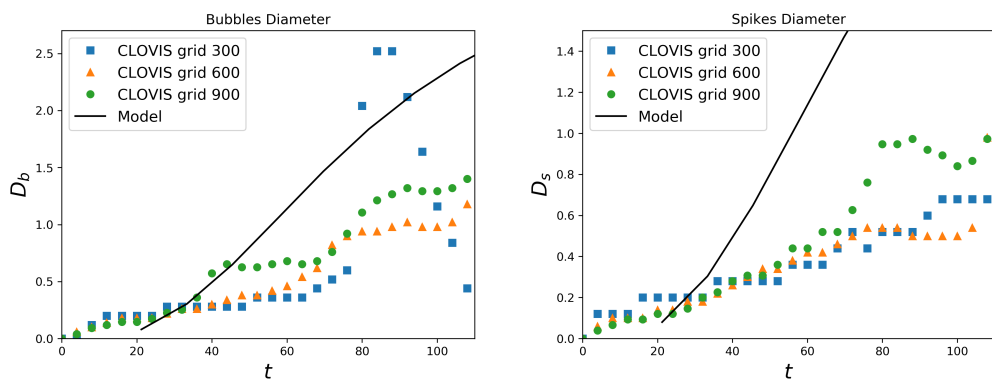 Bubbles Diameter
CLOVIS grid 300
CLOVIS grid 600
CLOVIS grid 900
Model
2.5
2.0
1.5
1.0
0.5
0.0
D_b
0 20 40 60 80 100
t
Spikes Diameter
CLOVIS grid 300
CLOVIS grid 600
CLOVIS grid 900
Model
1.4
1.2
1.0
0.8
0.6
0.4
0.2
0.0
D_s
0 20 40 60 80 100
t